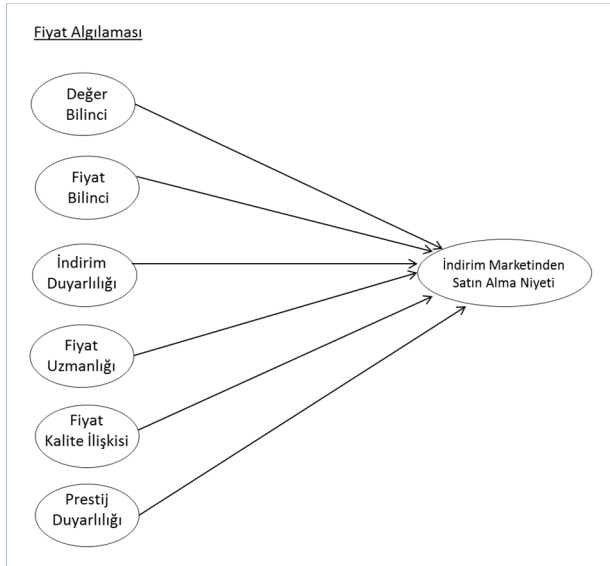 Fiyat Algılaması
Değer
Bilinci
Fiyat
Bilinci
İndirim
Duyarlılığı
Fiyat
Uzmanlığı
Fiyat
Kalite İlişkisi
Prestij
Duyarlılığı
İndirim Marketinden
Satın Alma Niyeti